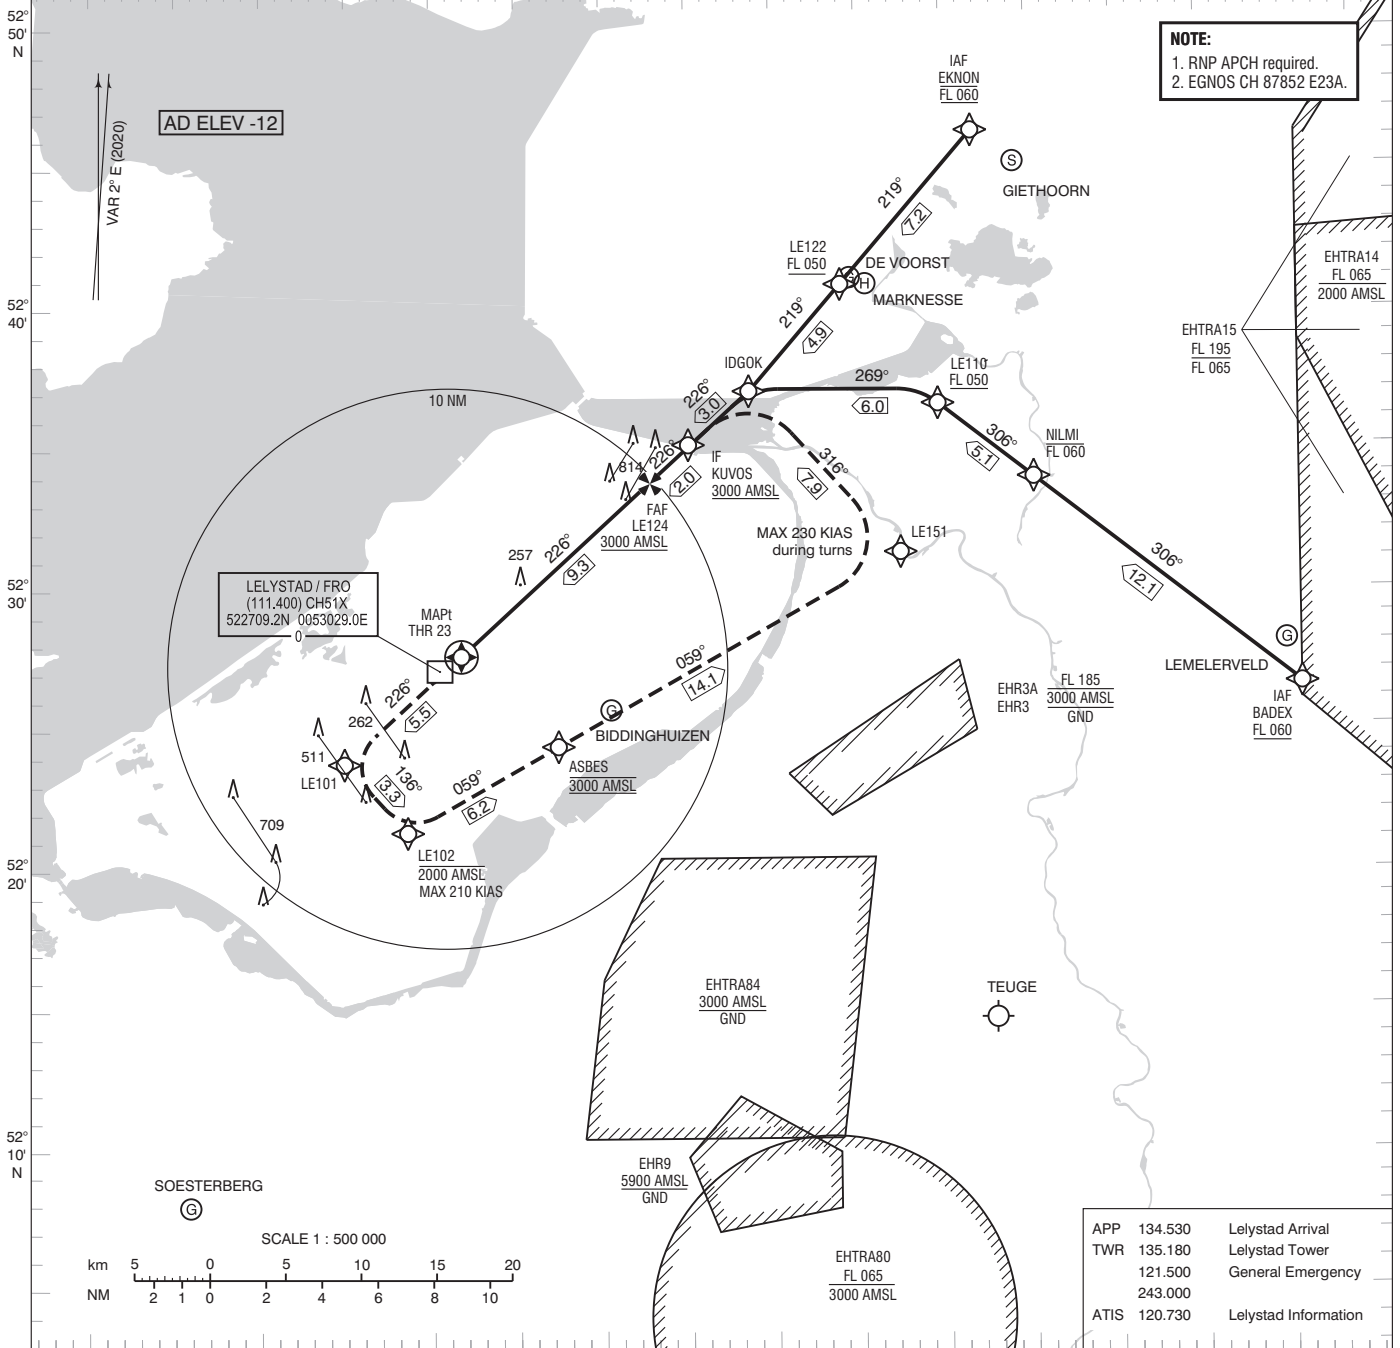 52°
50'
N
VAR 2° E (2020)
AD ELEV -12
NOTE:
1. RNP APCH required.
2. EGNOS CH 87852 E23A.
IAF
EKNON
FL 060
S
GIETHOORN
219°
7.2
LE122
FL 050
DE VOORST
H
MARKNESSE
219°
4.9
EHTRA14
FL 065
2000 AMSL
EHTRA15
FL 195
FL 065
52°
40'
IDGOK
226°
3.0
269°
6.0
LE110
FL 050
306°
5.1
NILMI
FL 060
10 NM
814
226°
2.0
IF
KUVOS
3000 AMSL
316°
7.9
FAF
LE124
3000 AMSL
MAX 230 KIAS
during turns
LE151
306°
12.1
257
226°
9.3
52°
30'
LELYSTAD / FRO
(111.400) CH51X
522709.2N 0053029.0E
0
MAPt
THR 23
G
LEMELERVELD
IAF
BADEX
FL 060
059°
14.1
EHR3A
EHR3
FL 185
3000 AMSL
GND
226°
5.5
262
511
LE101
G
BIDDINGHUIZEN
136°
3.3
059°
6.2
ASBES
3000 AMSL
709
LE102
2000 AMSL
MAX 210 KIAS
52°
20'
EHTRA84
3000 AMSL
GND
TEUGE
52°
10'
N
EHR9
5900 AMSL
GND
SOESTERBERG
G
SCALE 1 : 500 000
km 5 0 5 10 15 20
NM 2 1 0 2 4 6 8 10
EHTRA80
FL 065
3000 AMSL
APP 134.530 Lelystad Arrival
TWR 135.180 Lelystad Tower
121.500 General Emergency
243.000
ATIS 120.730 Lelystad Information